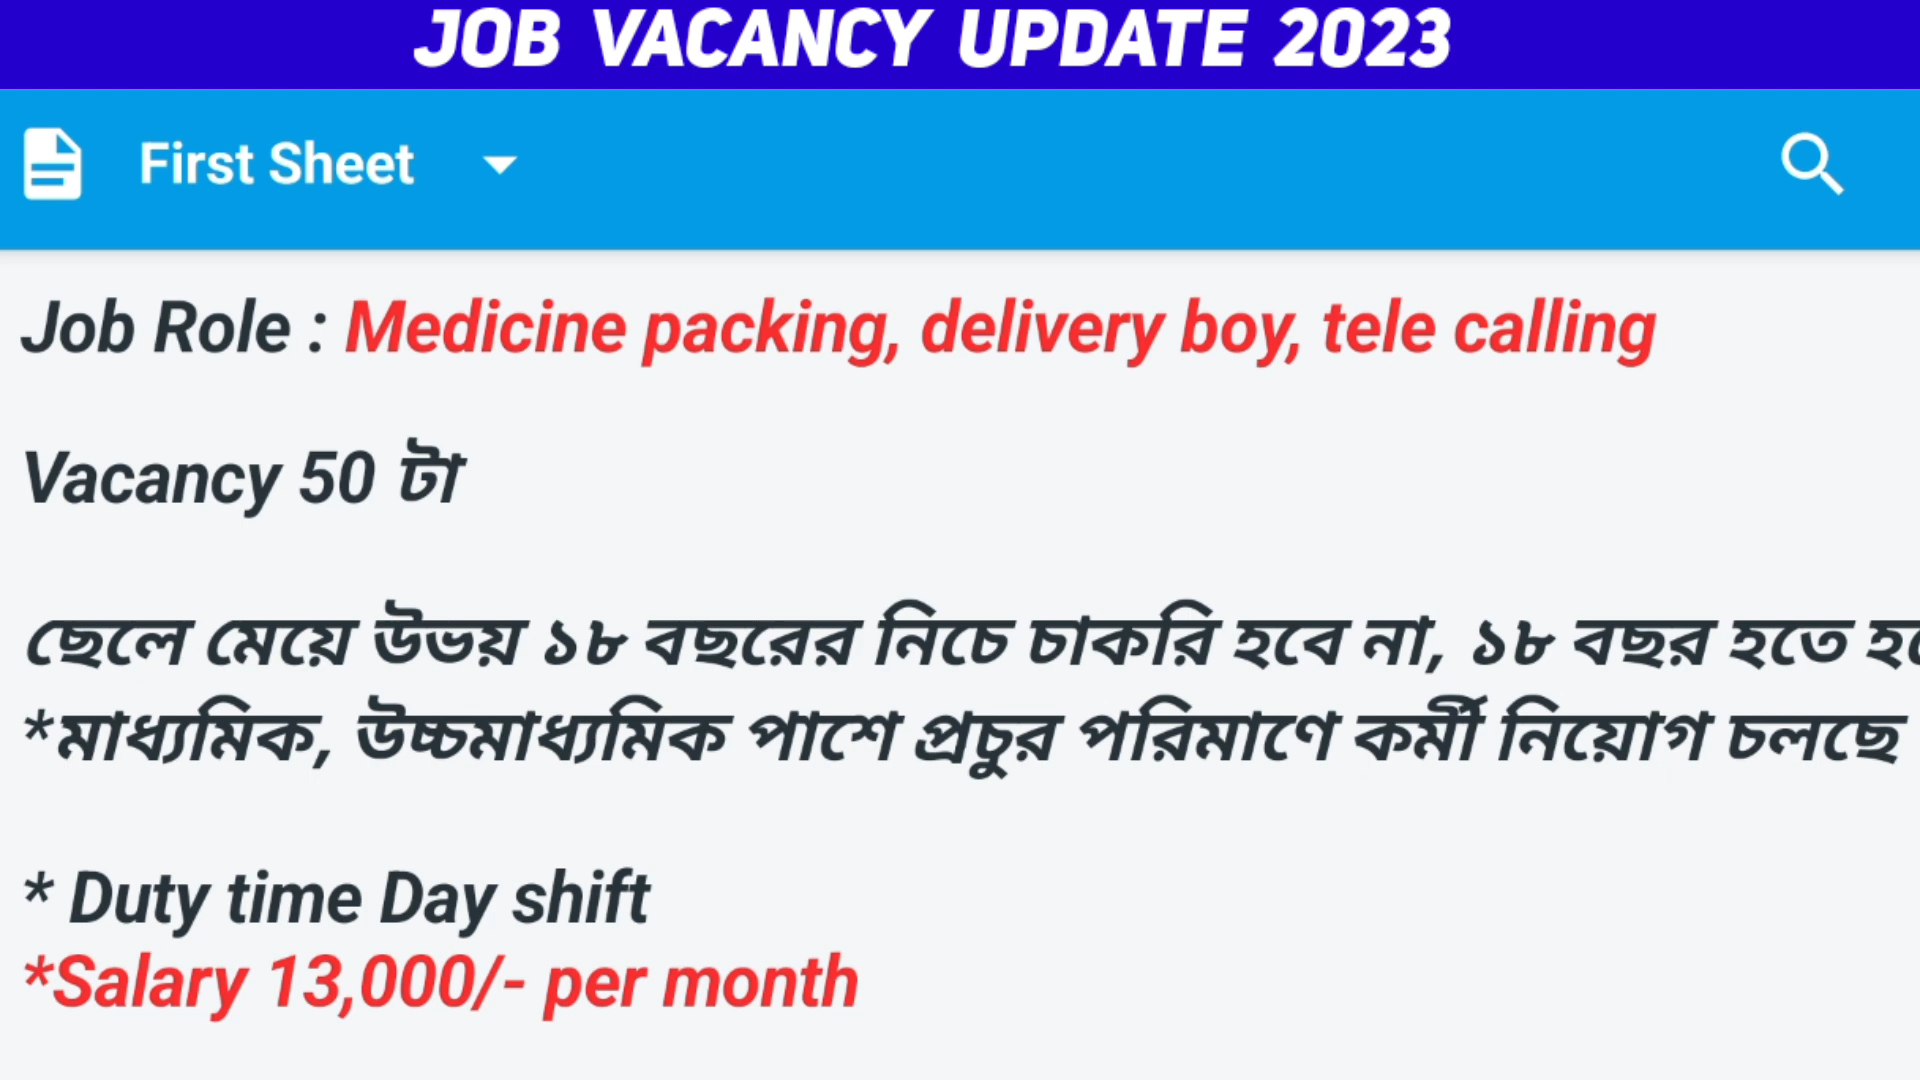 JOB VACANCY UPDATE 2023
First Sheet
Job Role : Medicine packing, delivery boy, tele calling
Vacancy 50 টা
ছেলে মেয়ে উভয় ১৮ বছরের নিচে চাকরি হবে না, ১৮ বছর হতে
*মাধ্যমিক, উচ্চমাধ্যমিক পাশে প্রচুর পরিমাণে কর্মী নিয়োগ চলছে
* Duty time Day shift
*Salary 13,000/- per month